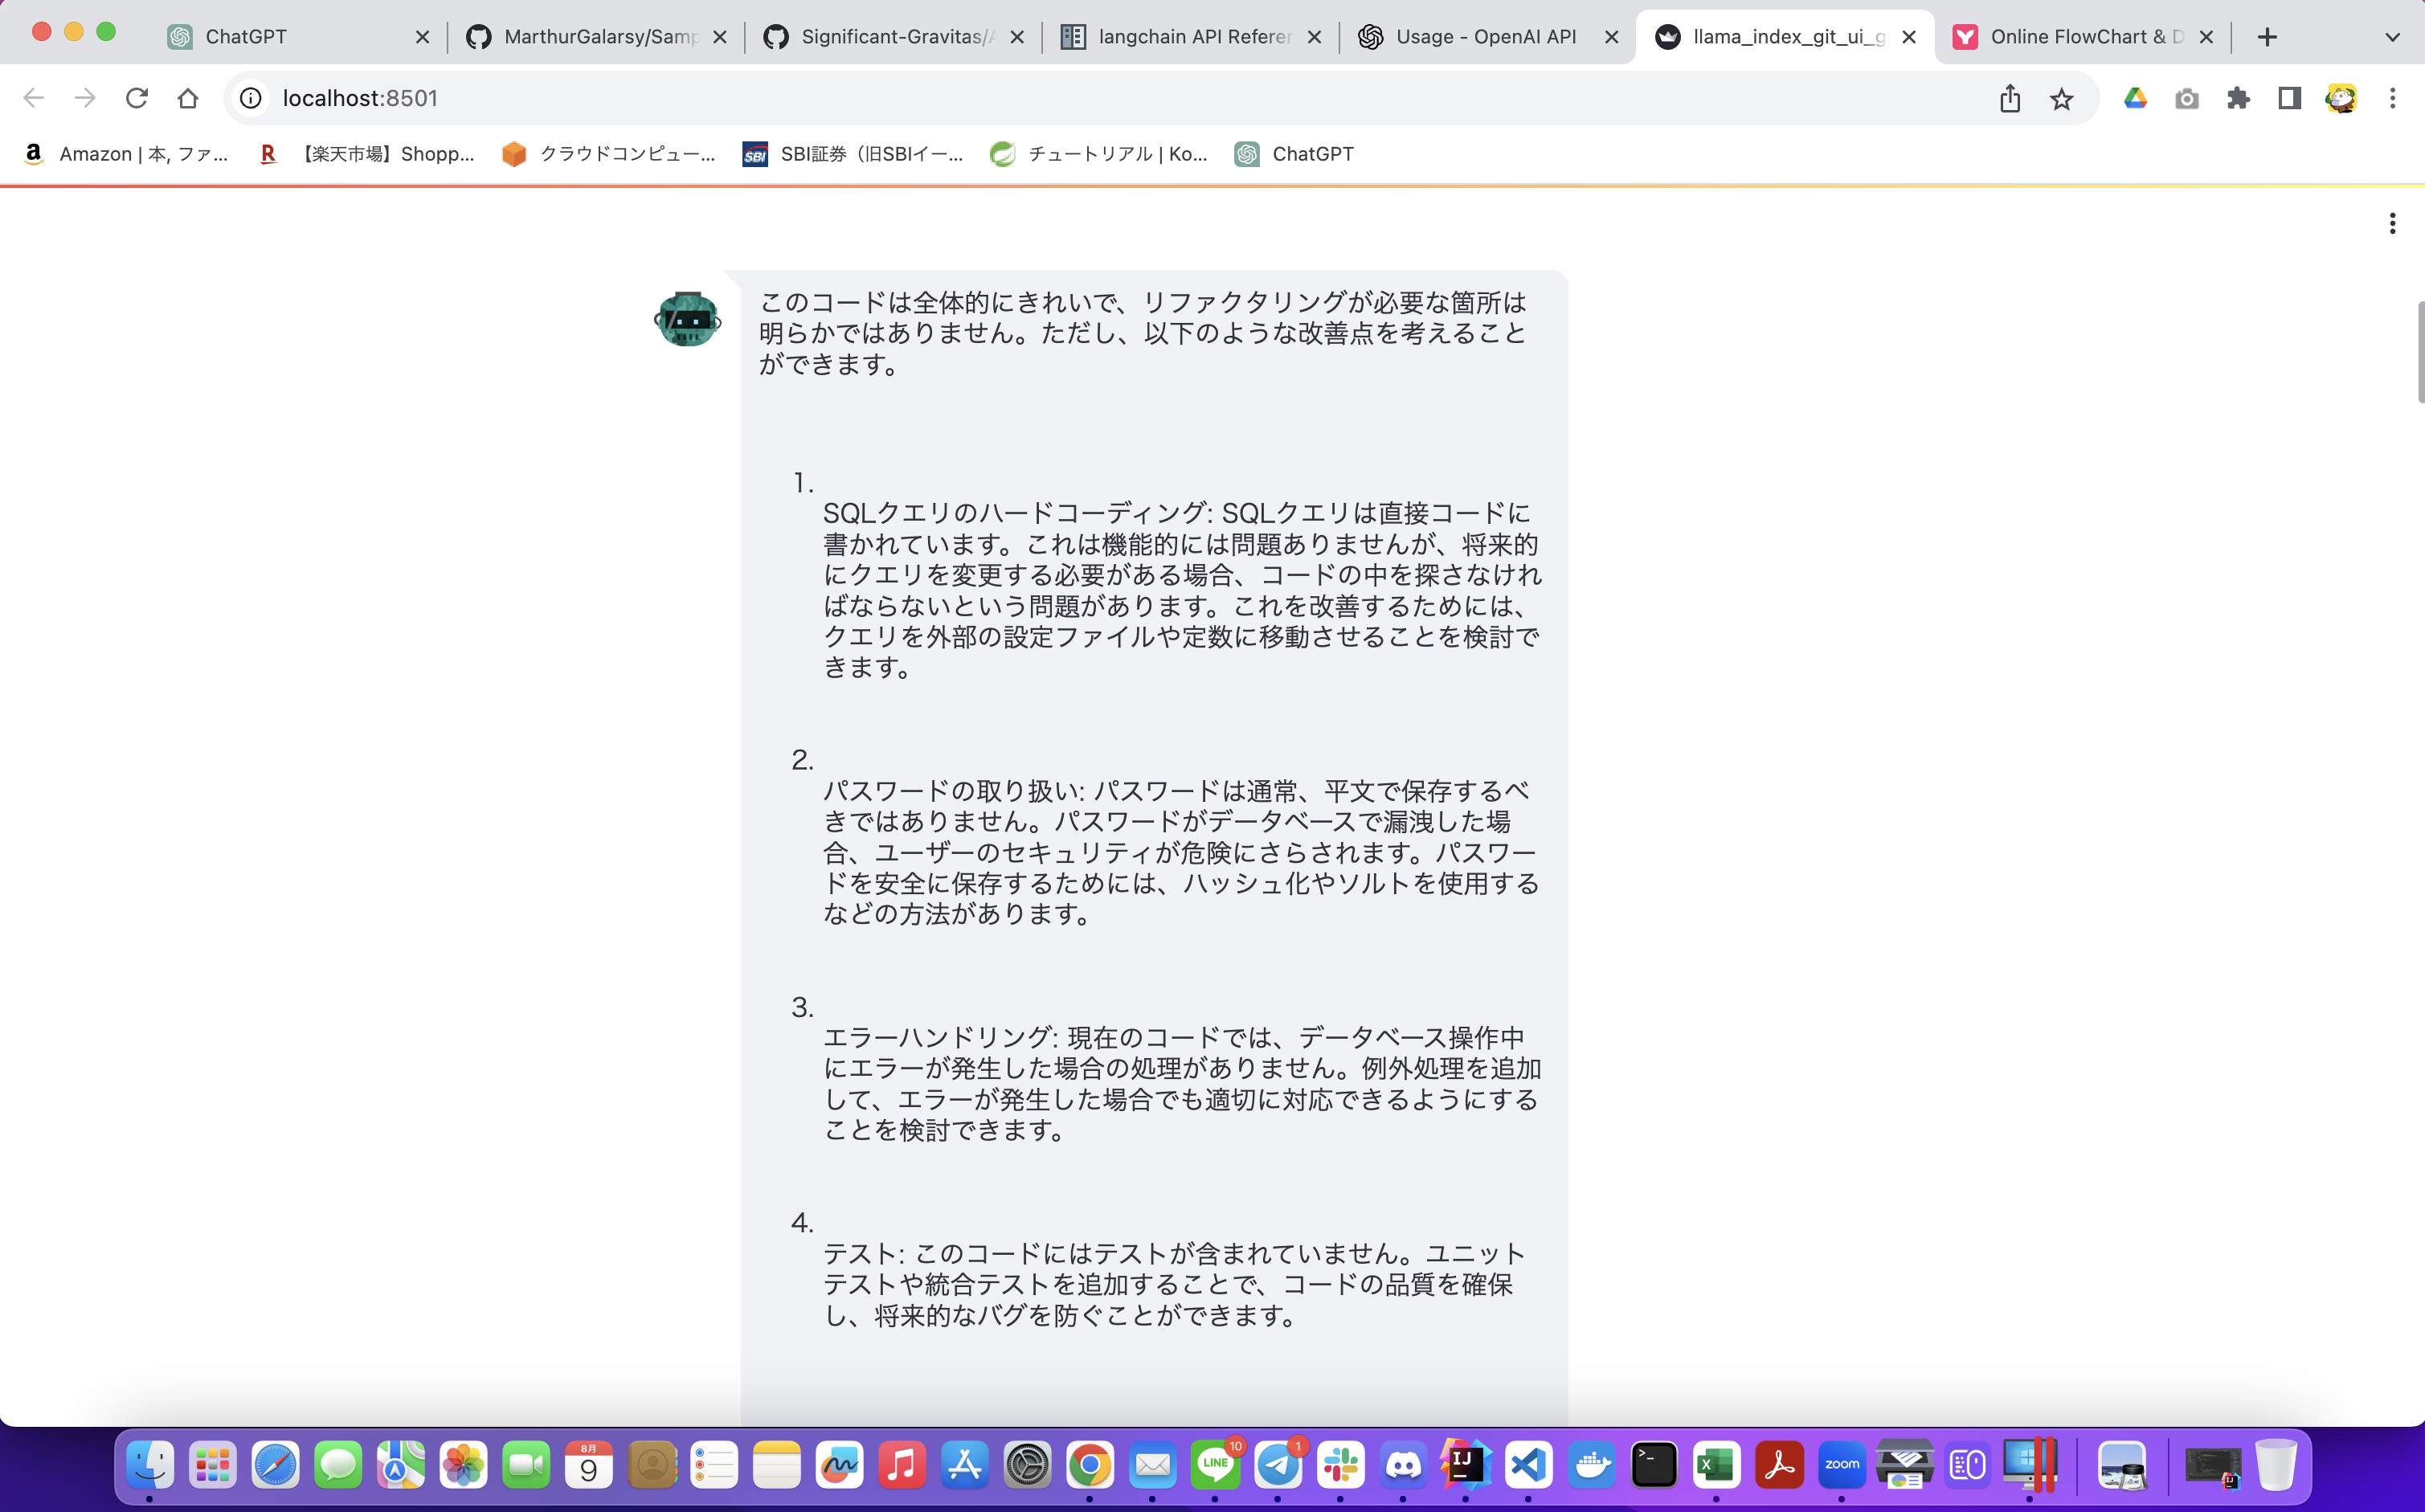 ChatGPT
MarthurGalarsy/Samp
Significant-Gravitas/A
langchain API Referer
Usage - OpenAI API
llama_index_git_ui_g
Online FlowChart & D
localhost:8501
Amazon | 本, ファ...
【楽天市場】Shopp...
クラウドコンピュー...
SBI証券（旧SBIイー...
チュートリアル | Ko...
ChatGPT
このコードは全体的にきれいで、リファクタリングが必要な箇所は
明らかではありません。ただし、以下のような改善点を考えること
ができます。
1.
SQLクエリのハードコーディング: SQLクエリは直接コードに
書かれています。これは機能的には問題ありませんが、将来的
にクエリを変更する必要がある場合、コードの中を探さなけれ
ばならないという問題があります。これを改善するためには、
クエリを外部の設定ファイルや定数に移動させることを検討で
きます。
2.
パスワードの取り扱い: パスワードは通常、平文で保存するべ
きではありません。パスワードがデータベースで漏洩した場
合、ユーザーのセキュリティが危険にさらされます。パスワー
ドを安全に保存するためには、ハッシュ化やソルトを使用する
などの方法があります。
3.
エラーハンドリング: 現在のコードでは、データベース操作中
にエラーが発生した場合の処理がありません。例外処理を追加
して、エラーが発生した場合でも適切に対応できるようにする
ことを検討できます。
4.
テスト: このコードにはテストが含まれていません。ユニット
テストや統合テストを追加することで、コードの品質を確保
し、将来的なバグを防ぐことができます。
8月
9
LINE
10
1
IJ
X
zoom